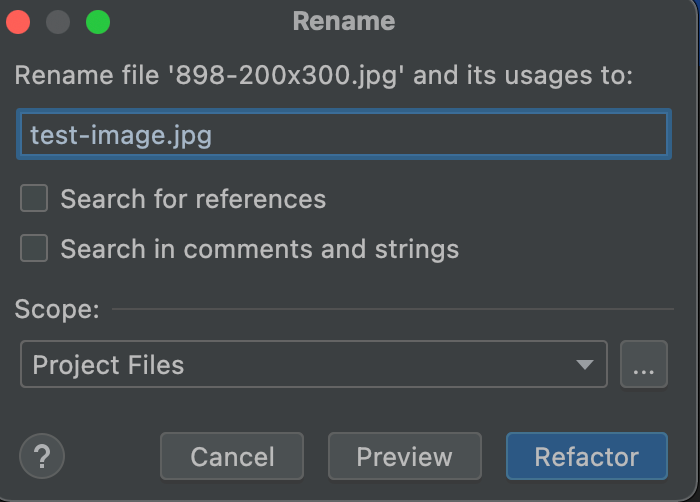 Rename
Rename file '898-200x300.jpg' and its usages to:
test-image.jpg
Search for references
Search in comments and strings
Scope:
Project Files
...
?
Cancel
Preview
Refactor